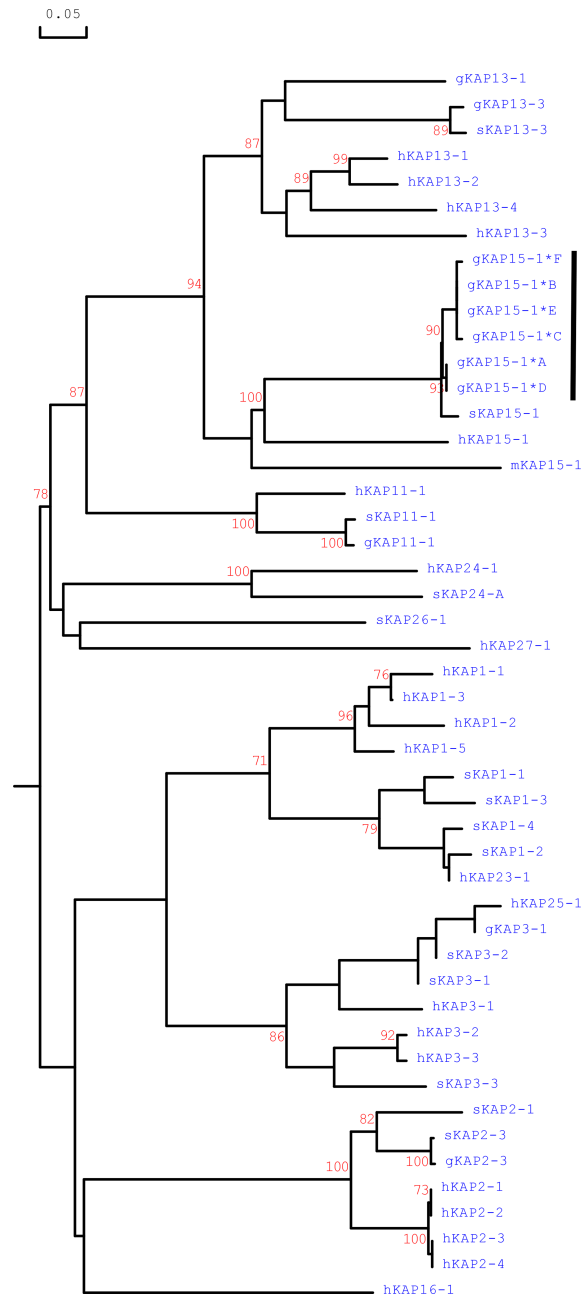 0.05
gKAP13-1
gKAP13-3
89
sKAP13-3
87
99
hKAP13-1
89
hKAP13-2
hKAP13-4
hKAP13-3
gKAP15-1*F
94
gKAP15-1*B
gKAP15-1*E
90
gKAP15-1*C
gKAP15-1*A
93
gKAP15-1*D
87
100
sKAP15-1
hKAP15-1
mKAP15-1
78
hKAP11-1
100
sKAP11-1
100
gKAP11-1
100
hKAP24-1
sKAP24-A
sKAP26-1
hKAP27-1
76
hKAP1-1
hKAP1-3
96
hKAP1-2
hKAP1-5
71
sKAP1-1
sKAP1-3
79
sKAP1-4
sKAP1-2
hKAP23-1
hKAP25-1
gKAP3-1
sKAP3-2
sKAP3-1
hKAP3-1
86
92
hKAP3-2
hKAP3-3
sKAP3-3
82
sKAP2-1
sKAP2-3
100
100
gKAP2-3
73
hKAP2-1
hKAP2-2
100
hKAP2-3
hKAP2-4
hKAP16-1